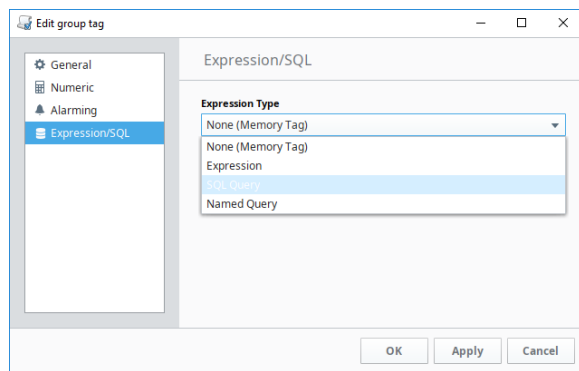 Edit group tag
General
Numeric
Alarming
Expression/SQL
Expression/SQL
Expression Type
None (Memory Tag)
None (Memory Tag)
Expression
SQL Query
Named Query
OK
Apply
Cancel